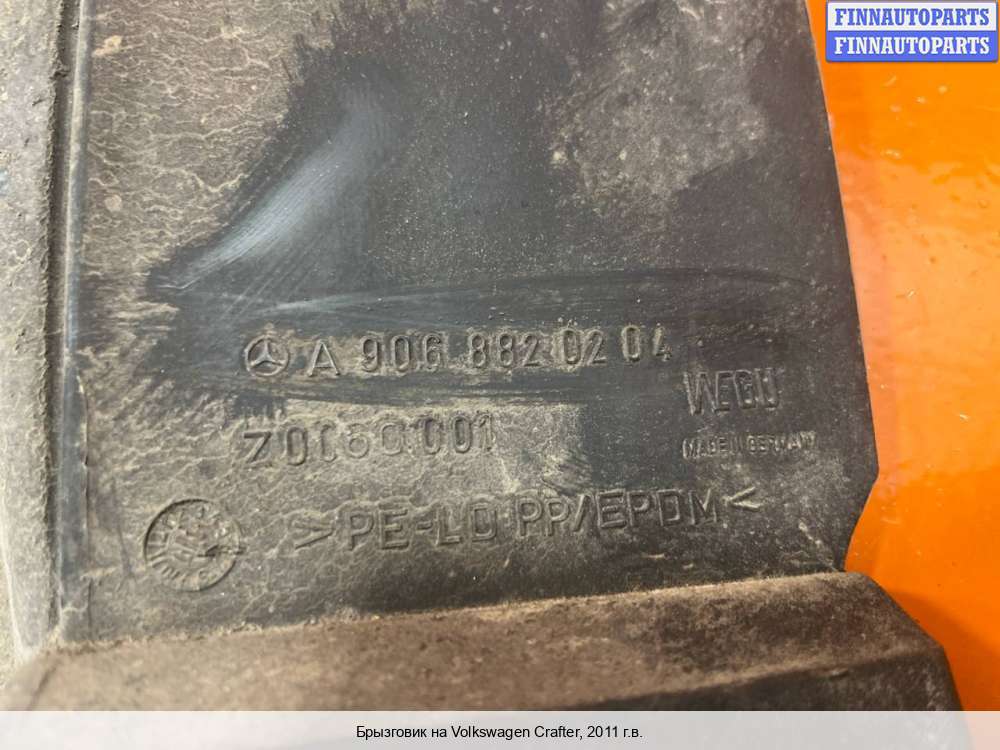 FINNAUTOPARTS
FINNAUTOPARTS
A 906 882 02 04
WEGU
MADE IN GERMANY
>PE-LD PP/EPDM<
Брызговик на Volkswagen Crafter, 2011 г.в.